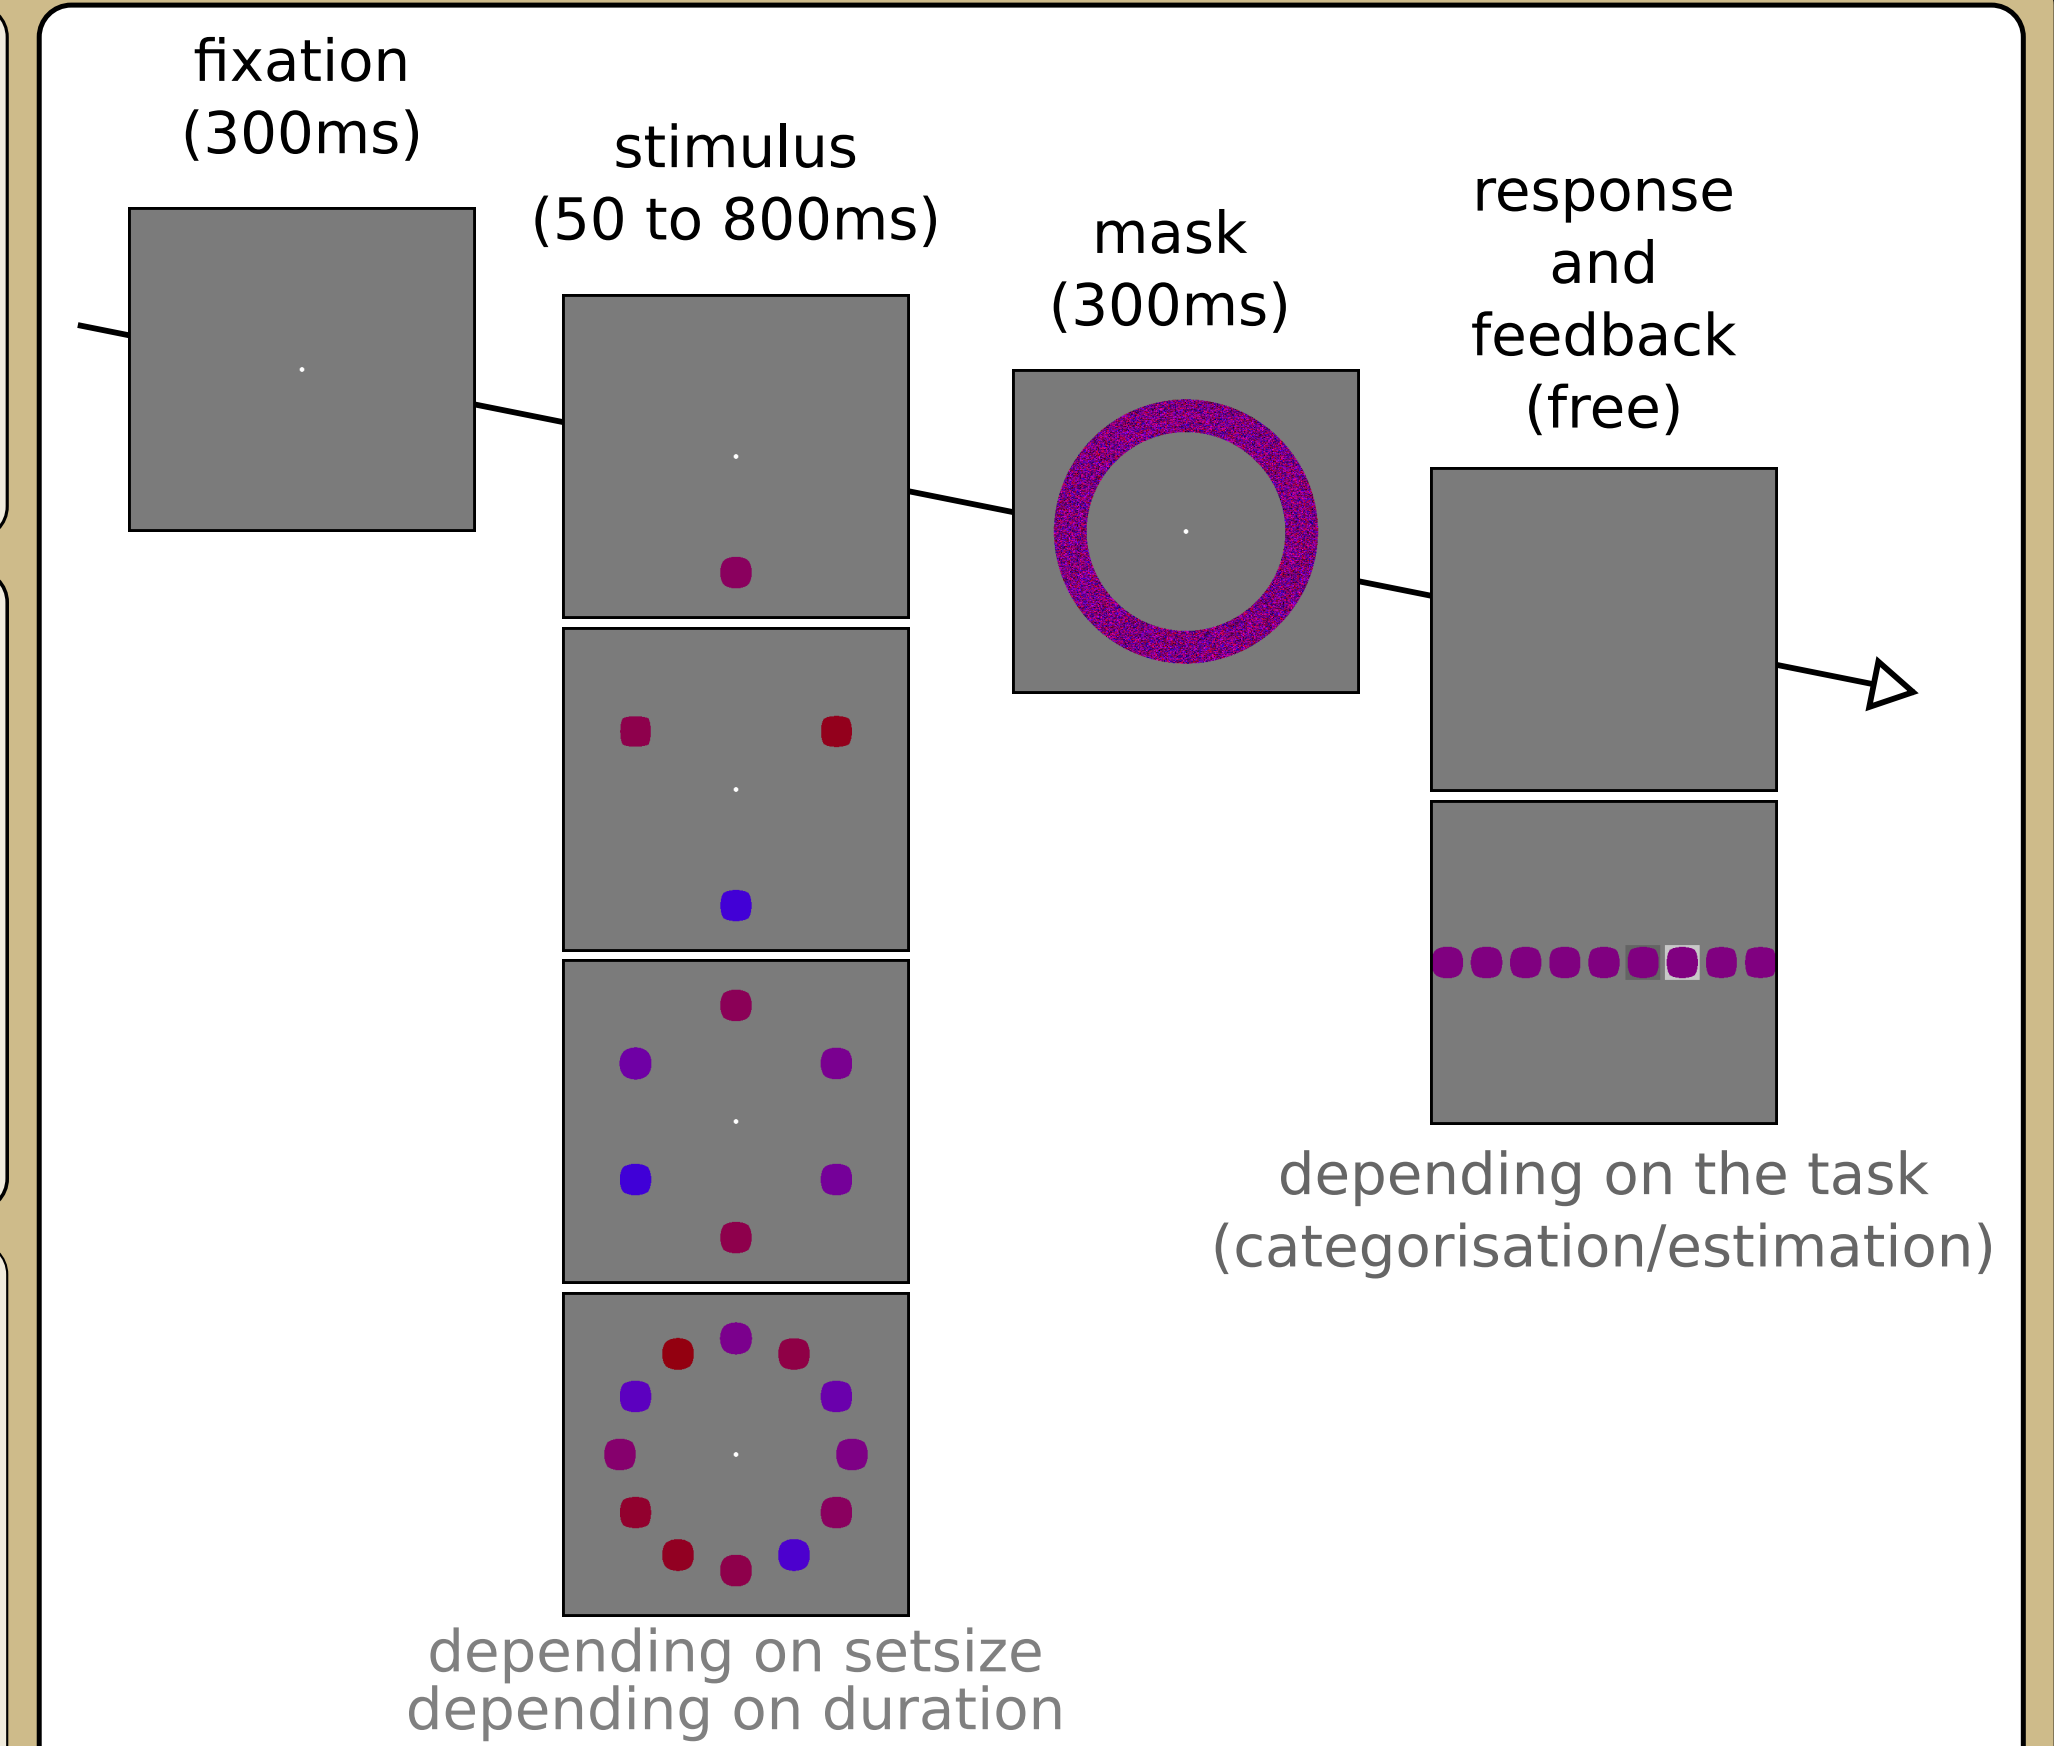 fixation
(300ms)
stimulus
(50 to 800ms)
mask
(300ms)
response
and
feedback
(free)
depending on the task
(categorisation/estimation)
depending on setsize
depending on duration